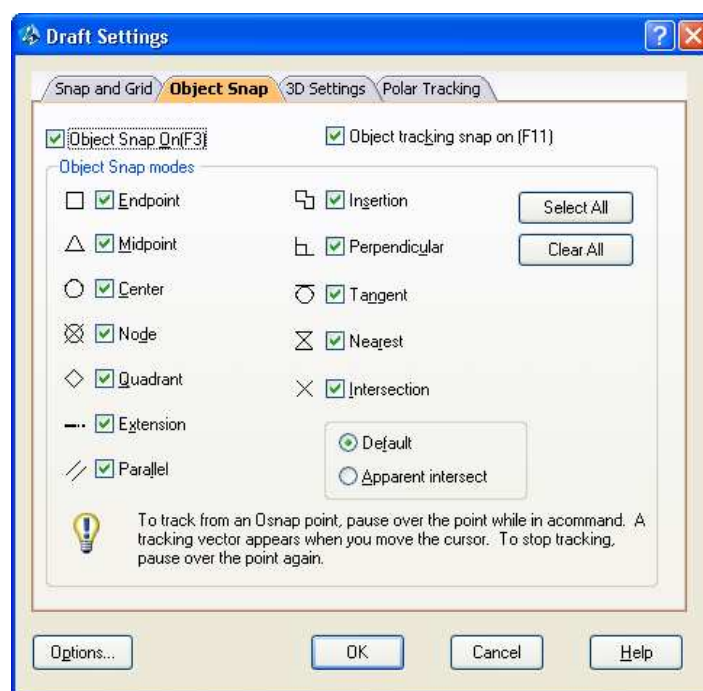 Draft Settings
Snap and Grid Object Snap 3D Settings Polar Tracking
Object Snap On(F3) Object tracking snap on (F11)
Object Snap modes
Endpoint Insertion Select All
Midpoint Perpendicular Clear All
Center Tangent
Node Nearest
Quadrant Intersection
Extension Default
Parallel Apparent intersect
To track from an Osnap point, pause over the point while in acommand. A
tracking vector appears when you move the cursor. To stop tracking,
pause over the point again.
Options... OK Cancel Help